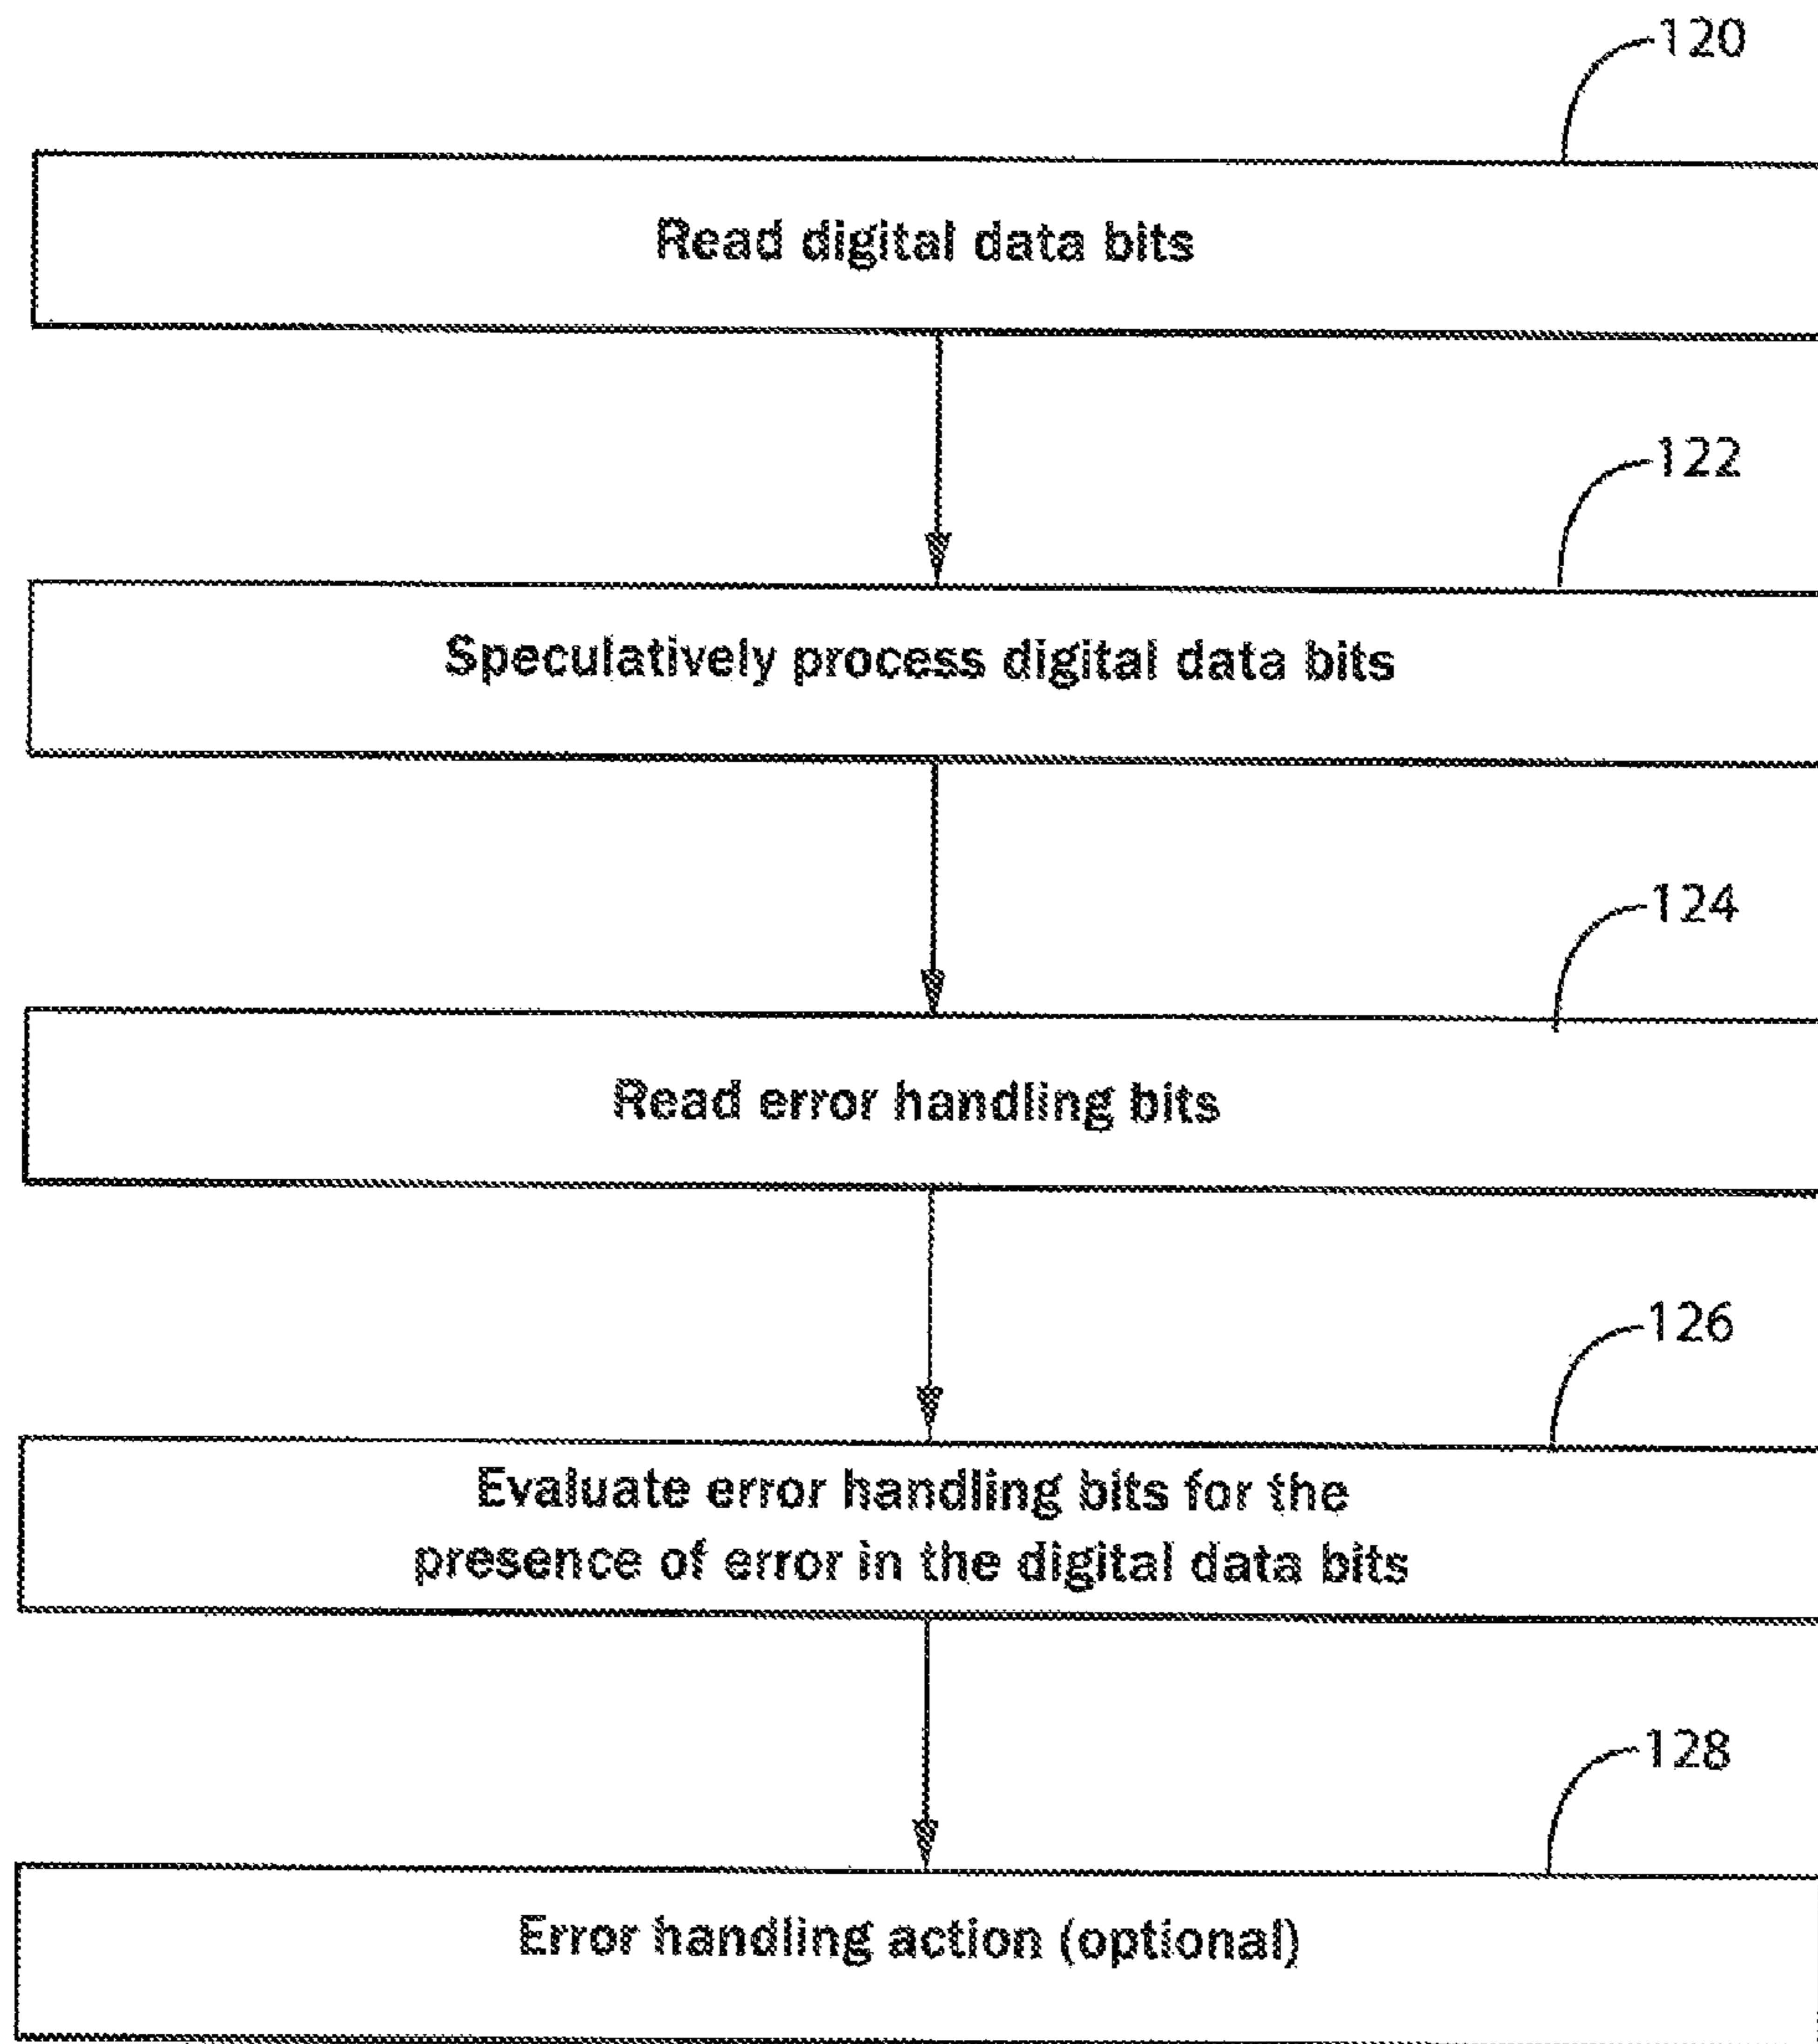 120
Read digital data bits
122
Speculatively process digital data bits
124
Read error handling bits
126
Evaluate error handling bits for the
presence of error in the digital data bits
128
Error handling action (optional)